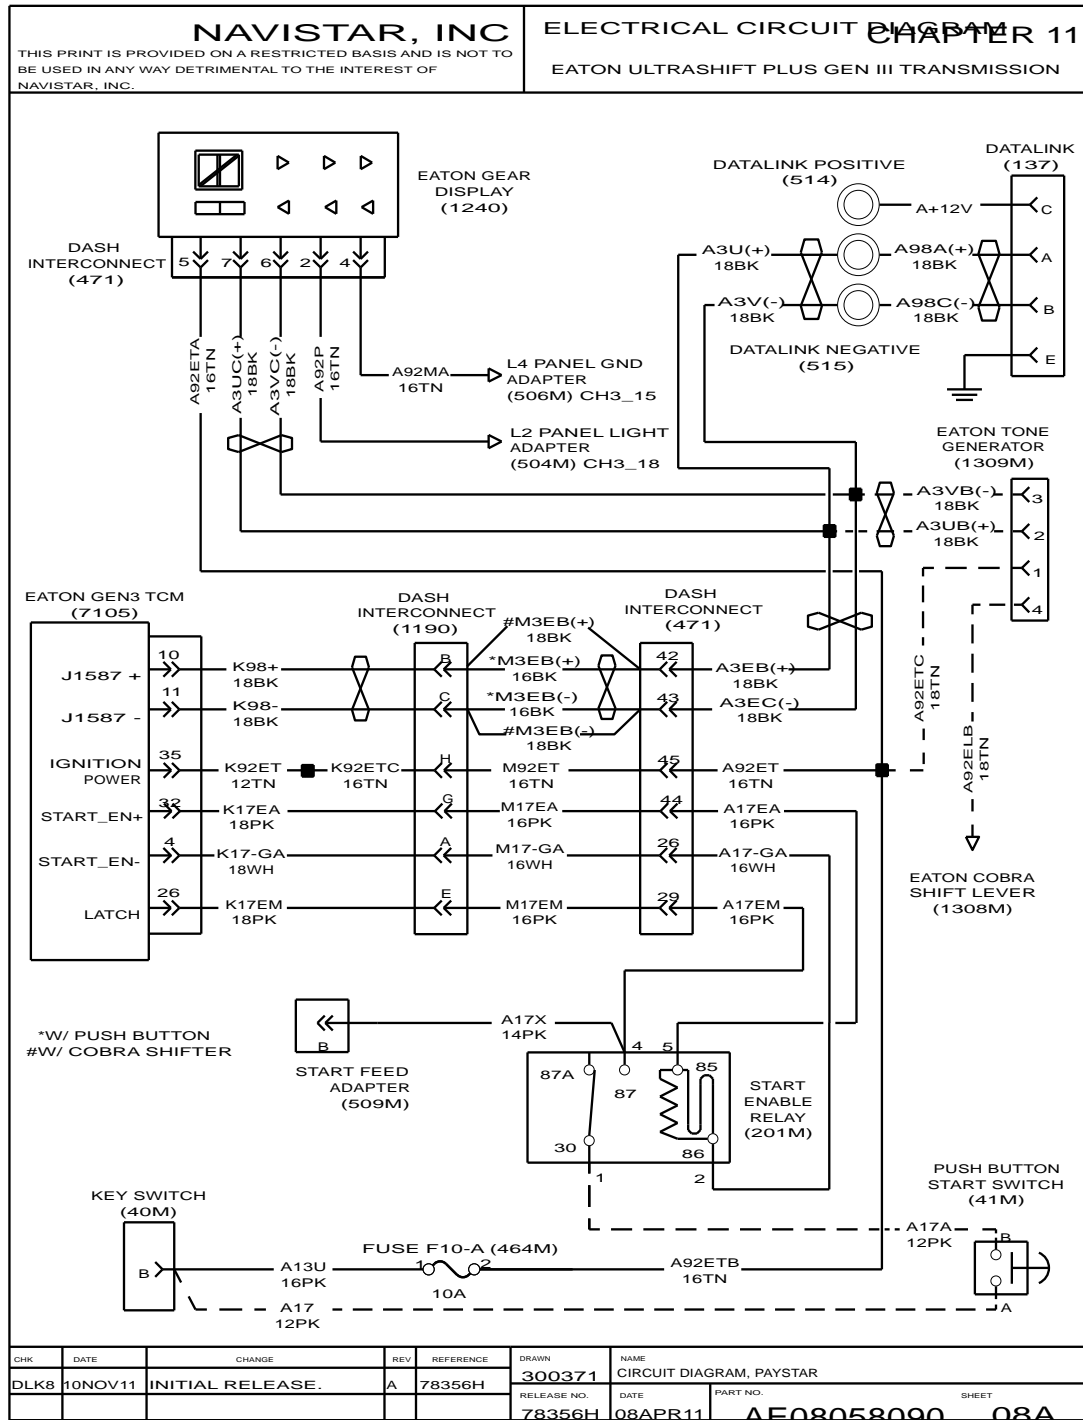 NAVISTAR, INC
THIS PRINT IS PROVIDED ON A RESTRICTED BASIS AND IS NOT TO
BE USED IN ANY WAY DETRIMENTAL TO THE INTEREST OF
NAVISTAR, INC.
ELECTRICAL CIRCUIT DIAGRAM
CHAPTER 11
EATON ULTRASHIFT PLUS GEN III TRANSMISSION
EATON GEAR
DISPLAY
(1240)
DASH
INTERCONNECT
(471)
5 7 6 2 4
A92ETA
16TN
A3UC(+)
18BK
A3VC(-)
18BK
A92P
16TN
A92MA
16TN
L4 PANEL GND
ADAPTER
(506M) CH3_15
L2 PANEL LIGHT
ADAPTER
(504M) CH3_18
DATALINK POSITIVE
(514)
DATALINK
(137)
A+12V
C
A3U(+)
18BK
A98A(+)
18BK
A
A3V(-)
18BK
A98C(-)
18BK
B
DATALINK NEGATIVE
(515)
E
EATON TONE
GENERATOR
(1309M)
A3VB(-)
18BK
3
A3UB(+)
18BK
2
1
4
A92ETC
18TN
A92ELB
18TN
EATON COBRA
SHIFT LEVER
(1308M)
EATON GEN3 TCM
(7105)
DASH
INTERCONNECT
(1190)
DASH
INTERCONNECT
(471)
#M3EB(+)
18BK
J1587 +
10
K98+
18BK
B
*M3EB(+)
16BK
42
A3EB(+)
18BK
J1587 -
11
K98-
18BK
C
*M3EB(-)
16BK
43
A3EC(-)
18BK
#M3EB(-)
18BK
IGNITION
POWER
35
K92ET
12TN
K92ETC
16TN
H
M92ET
16TN
45
A92ET
16TN
START_EN+
32
K17EA
18PK
G
M17EA
16PK
44
A17EA
16PK
START_EN-
4
K17-GA
18WH
A
M17-GA
16WH
26
A17-GA
16WH
LATCH
26
K17EM
18PK
E
M17EM
16PK
29
A17EM
16PK
*W/ PUSH BUTTON
#W/ COBRA SHIFTER
B
START FEED
ADAPTER
(509M)
A17X
14PK
4 5
87A
87
85
30
86
1
2
START
ENABLE
RELAY
(201M)
PUSH BUTTON
START SWITCH
(41M)
A17A
12PK
B
A
KEY SWITCH
(40M)
B
A13U
16PK
FUSE F10-A (464M)
1 2
10A
A92ETB
16TN
A17
12PK
CHK DATE CHANGE REV REFERENCE
DLK8 10NOV11 INITIAL RELEASE. A 78356H
DRAWN
300371
NAME
CIRCUIT DIAGRAM, PAYSTAR
RELEASE NO.
78356H
DATE
08APR11
PART NO.
AE08058090
SHEET
08A